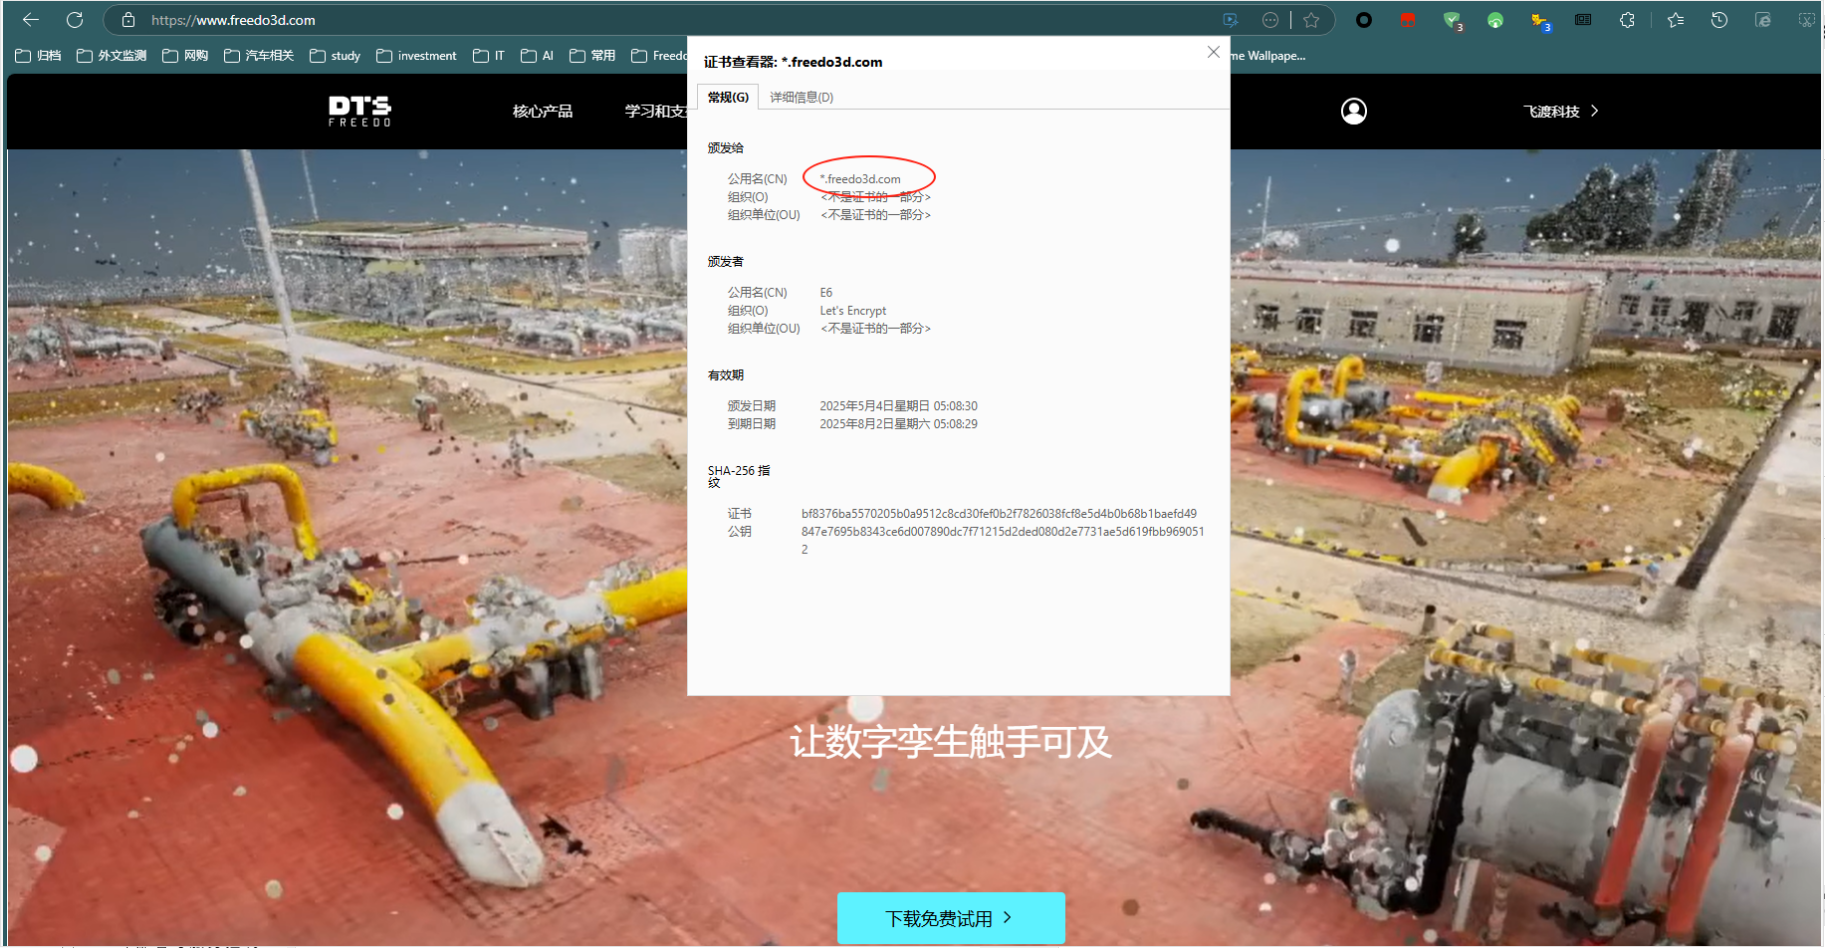 https://www.freedo3d.com
3
3
归档
外文监测
网购
汽车相关
study
investment
IT
AI
常用
Freedo
me Wallpape...
证书查看器: *.freedo3d.com
常规(G)
详细信息(D)
DTS
FREEDO
核心产品
学习和支
飞渡科技
颁发给
公用名(CN) *.freedo3d.com
组织(O) <不是证书的一部分>
组织单位(OU) <不是证书的一部分>
颁发者
公用名(CN) E6
组织(O) Let's Encrypt
组织单位(OU) <不是证书的一部分>
有效期
颁发日期 2025年5月4日星期日 05:08:30
到期日期 2025年8月2日星期六 05:08:29
SHA-256 指
纹
证书 bf8376ba5570205b0a9512c8cd30fef0b2f7826038fcf8e5d4b0b68b1baefd49
公钥 847e7695b8343ce6d007890dc7f71215d2ded080d2e7731ae5d619fbb969051
2
让数字孪生触手可及
下载免费试用